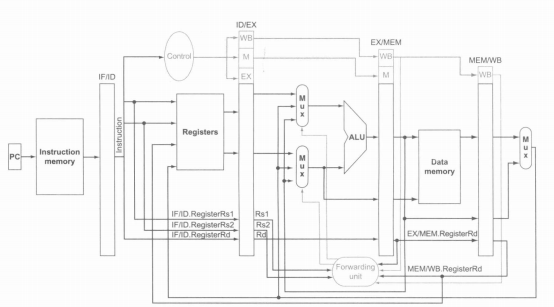 ID/EX
WB
EX/MEM
Control
M
WB
MEM/WB
IF/ID
EX
M
WB
Instruction
Registers
M
u
x
M
u
x
ALU
M
u
x
PC
Instruction
memory
Data
memory
IF/ID.RegisterRs1
Rs1
IF/ID.RegisterRs2
Rs2
IF/ID.RegisterRd
Rd
EX/MEM.RegisterRd
Forwarding
unit
MEM/WB.RegisterRd